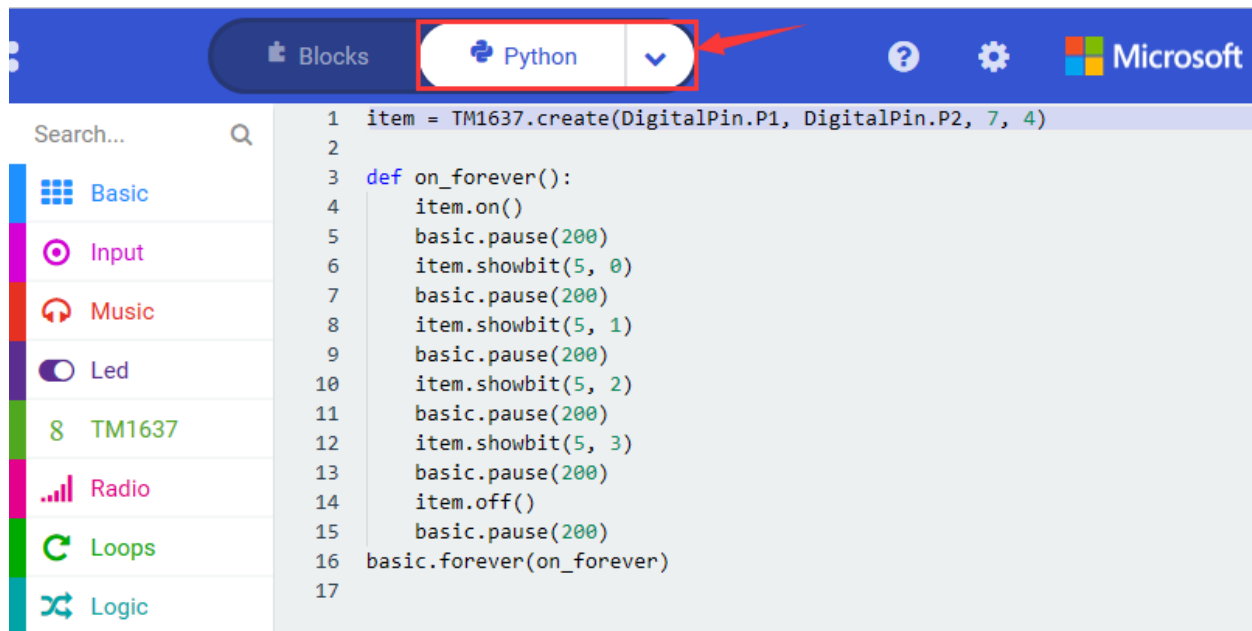 Blocks
Python
?
Microsoft
Search...
Basic
Input
Music
Led
8 TM1637
Radio
Loops
Logic
1 item = TM1637.create(DigitalPin.P1, DigitalPin.P2, 7, 4)
2
3 def on_forever():
4     item.on()
5     basic.pause(200)
6     item.showbit(5, 0)
7     basic.pause(200)
8     item.showbit(5, 1)
9     basic.pause(200)
10     item.showbit(5, 2)
11     basic.pause(200)
12     item.showbit(5, 3)
13     basic.pause(200)
14     item.off()
15     basic.pause(200)
16 basic.forever(on_forever)
17